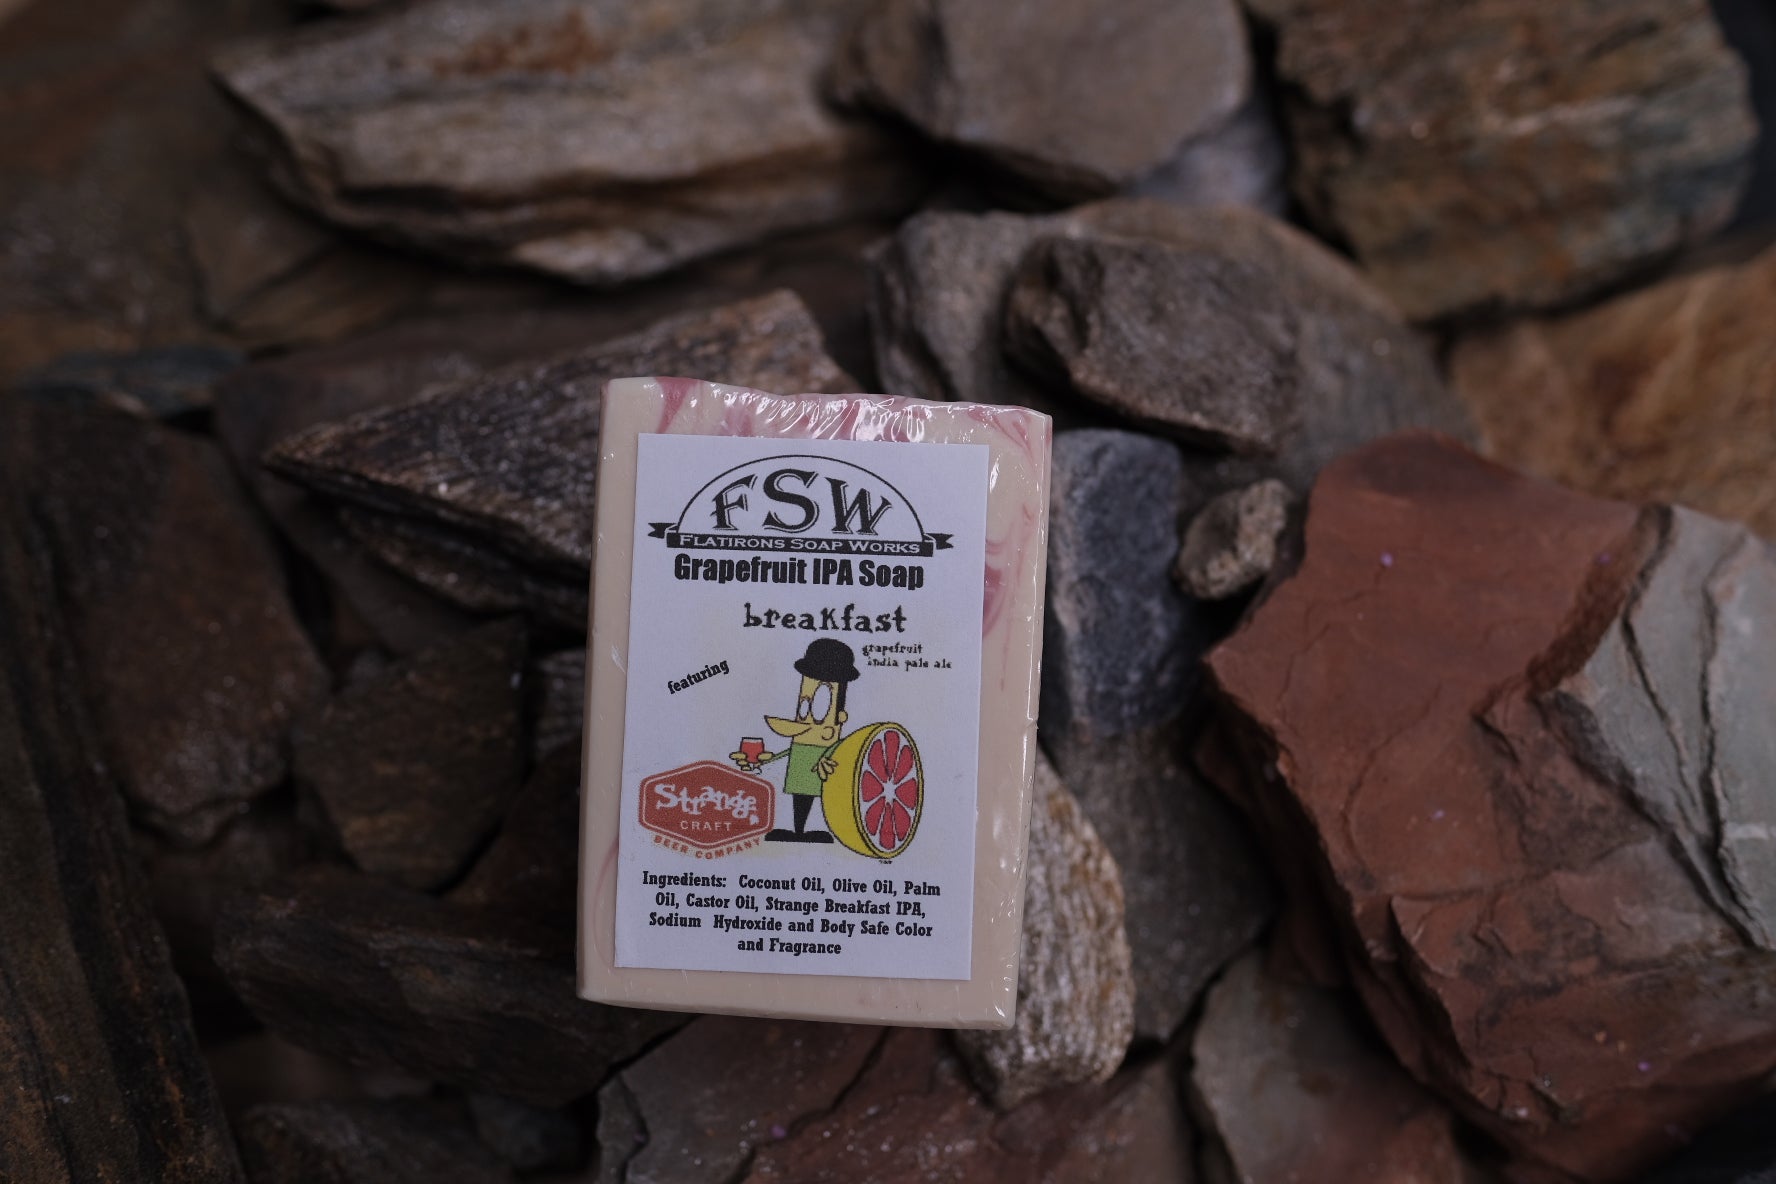 FSW
FLATIRONS SOAP WORKS
Grapefruit IPA Soap
breakfast
grapefruit
india pale ale
featuring
Strange
CRAFT
BEER COMPANY
Ingredients: Coconut Oil, Olive Oil, Palm
Oil, Castor Oil, Strange Breakfast IPA,
Sodium Hydroxide and Body Safe Color
and Fragrance